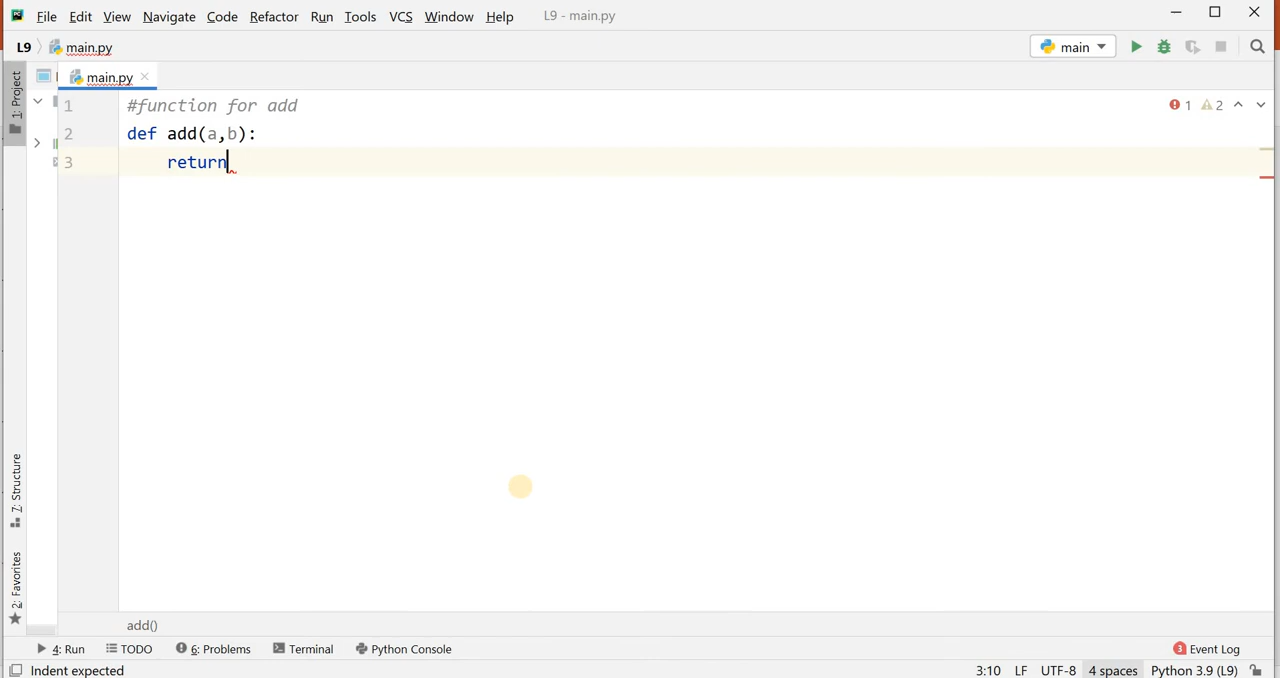 File Edit View Navigate Code Refactor Run Tools VCS Window Help L9 - main.py
L9 main.py main
1: Project
main.py
1 #function for add
2 def add(a,b):
3 return
1 2
7: Structure
2: Favorites
add()
4: Run TODO 6: Problems Terminal Python Console 3 Event Log
Indent expected 3:10 LF UTF-8 4 spaces Python 3.9 (L9)